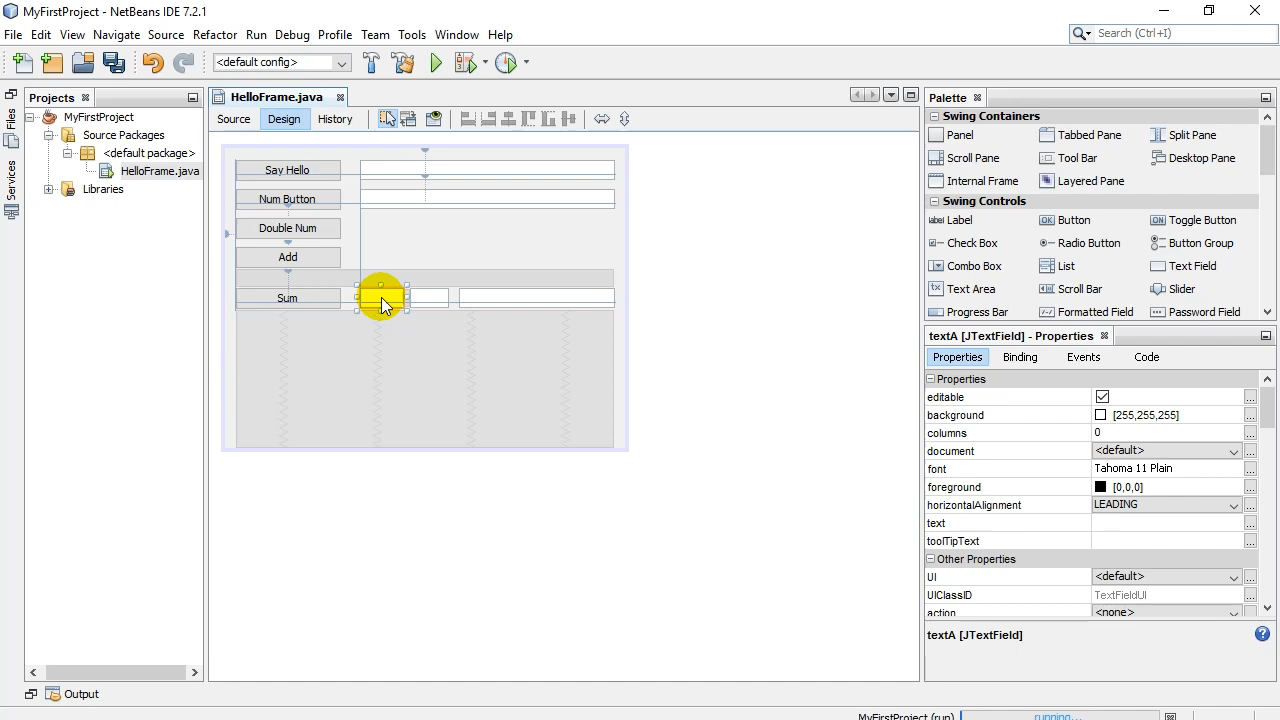 MyFirstProject - NetBeans IDE 7.2.1
File Edit View Navigate Source Refactor Run Debug Profile Team Tools Window Help
Search (Ctrl+I)
<default config>
Files
Services
Projects
MyFirstProject
Source Packages
<default package>
HelloFrame.java
Libraries
HelloFrame.java
Source Design History
Say Hello
Num Button
Double Num
Add
Sum
Palette
Swing Containers
Panel Tabbed Pane Split Pane
Scroll Pane Tool Bar Desktop Pane
Internal Frame Layered Pane
Swing Controls
label Label OK Button ON Toggle Button
Check Box Radio Button Button Group
Combo Box List Text Field
Text Area Scroll Bar Slider
Progress Bar Formatted Field Password Field
textA [JTextField] - Properties
Properties Binding Events Code
Properties
editable
background [255,255,255]
columns 0
document <default>
font Tahoma 11 Plain
foreground [0,0,0]
horizontalAlignment LEADING
text
toolTipText
Other Properties
UI <default>
UIClassID TextFieldUI
action <none>
textA [JTextField]
Output
MyFirstProject (run) running...